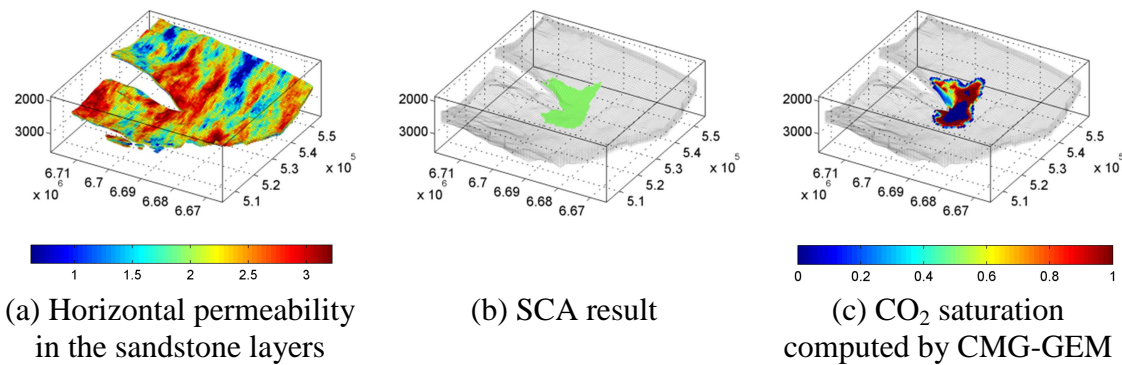 2000
3000
6.71
6.7
6.69
6.68
6.67
x 10^6
5.5
5.4
5.3
5.2
5.1
x 10^5
2000
3000
6.71
6.7
6.69
6.68
6.67
x 10^6
5.5
5.4
5.3
5.2
5.1
x 10^5
2000
3000
6.71
6.7
6.69
6.68
6.67
x 10^6
5.5
5.4
5.3
5.2
5.1
x 10^5
1 1.5 2 2.5 3
0 0.2 0.4 0.6 0.8 1
(a) Horizontal permeability
in the sandstone layers
(b) SCA result
(c) CO₂ saturation
computed by CMG-GEM